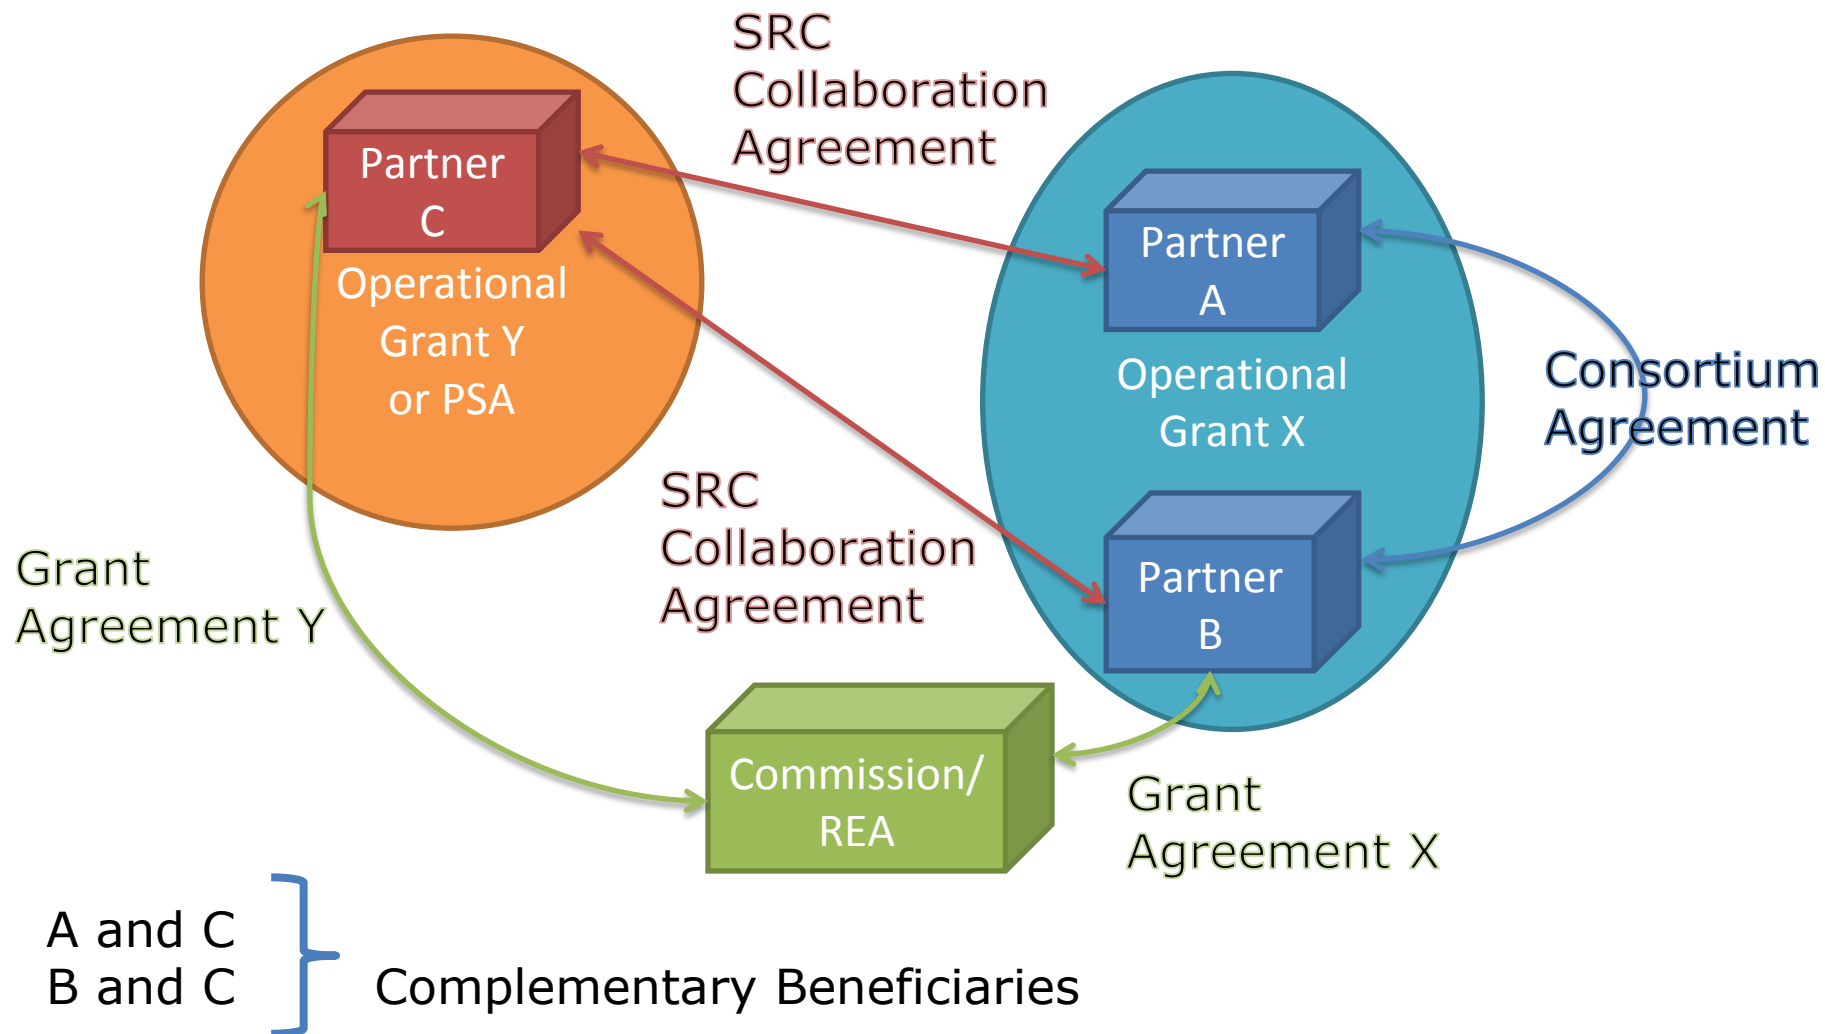 SRC
Collaboration
Agreement
Partner
C
Operational
Grant Y
or PSA
Partner
A
Operational
Grant X
Consortium
Agreement
SRC
Collaboration
Agreement
Grant
Agreement Y
Partner
B
Commission/
REA
Grant
Agreement X
A and C
B and C
Complementary Beneficiaries